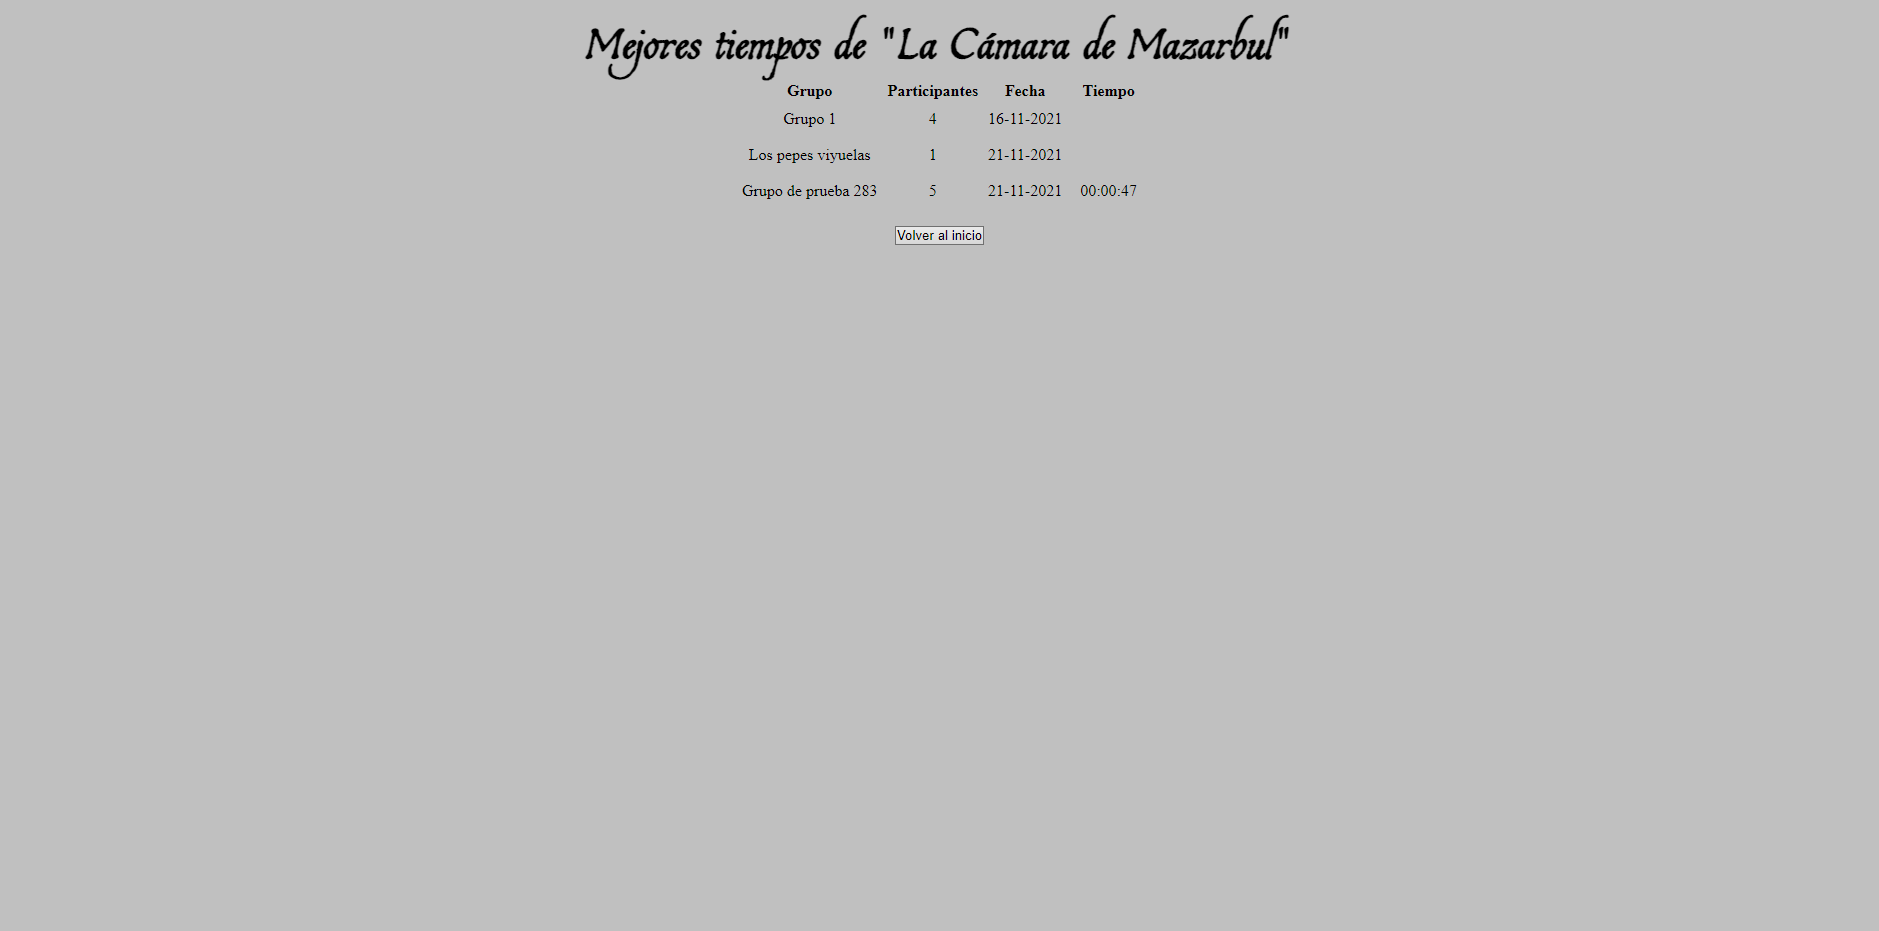 Mejores tiempos de "La Cámara de Mazarbul"
Grupo Participantes Fecha Tiempo
Grupo 1 4 16-11-2021
Los pepes viyuelas 1 21-11-2021
Grupo de prueba 283 5 21-11-2021 00:00:47
Volver al inicio